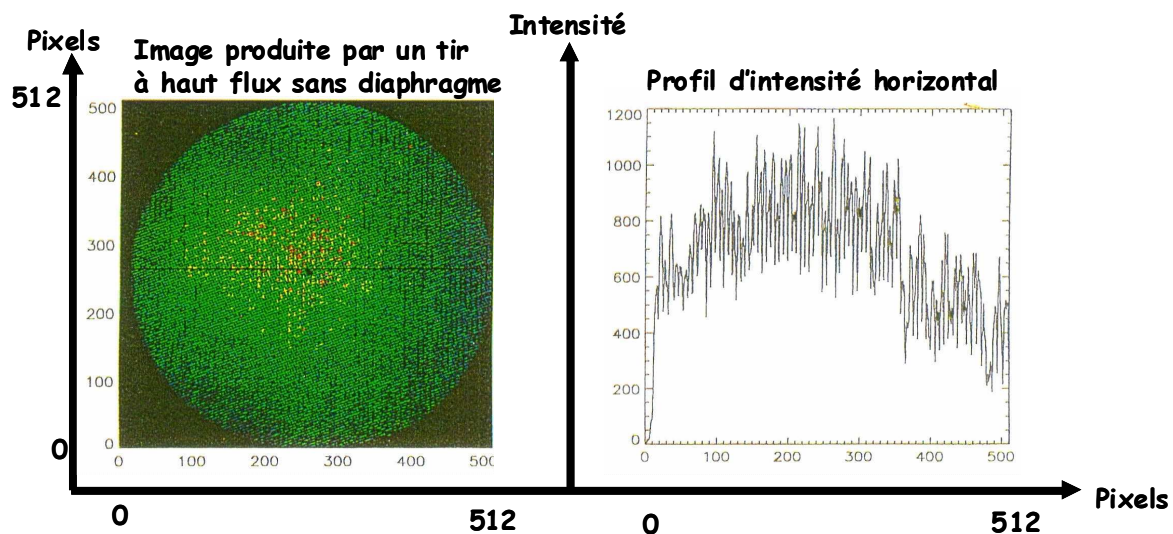 Intensité
Pixels
Image produite par un tir
à haut flux sans diaphragme
Profil d'intensité horizontal
512
500
400
300
200
100
0
0
0 100 200 300 400 500
1200
1000
800
600
400
200
0
0 100 200 300 400 500
Pixels
0 512 0 512